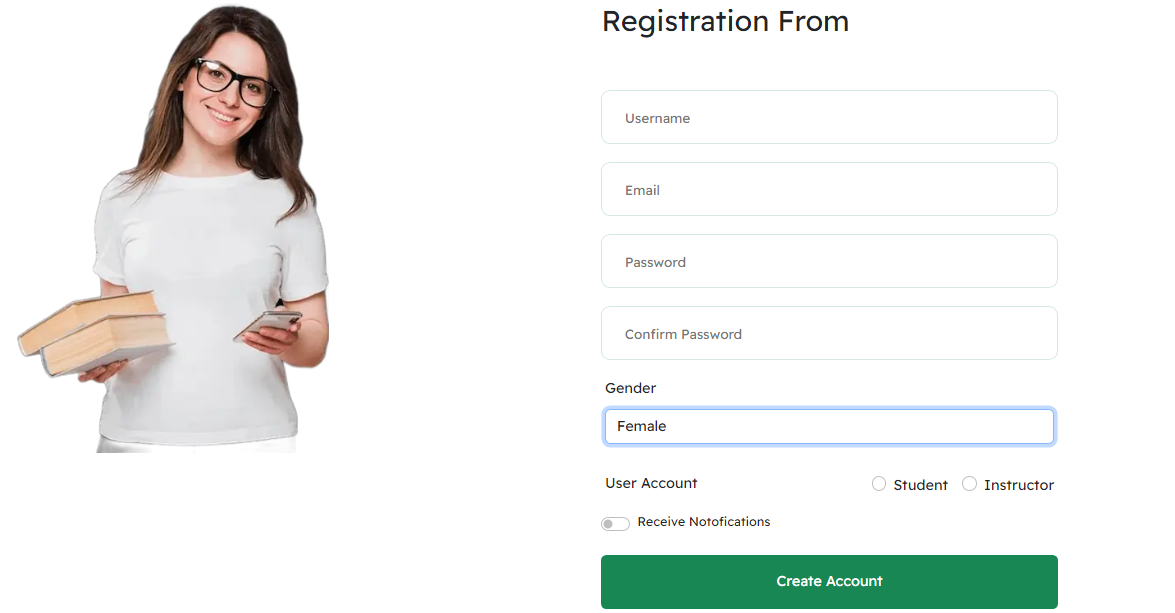 Registration From
Username
Email
Password
Confirm Password
Gender
Female
User Account Student Instructor
Receive Notofications
Create Account